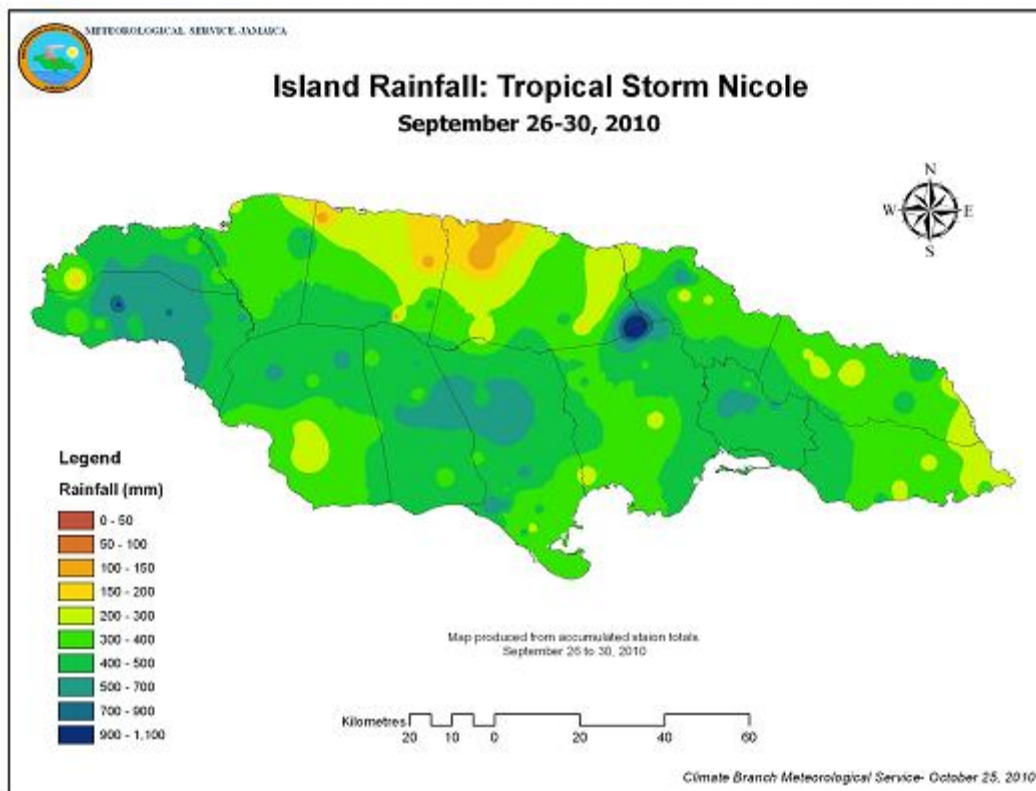 METEOROLOGICAL SERVICE, JAMAICA
Island Rainfall: Tropical Storm Nicole
September 26-30, 2010
N
W E
S
Legend
Rainfall (mm)
0 - 50
50 - 100
100 - 150
150 - 200
200 - 300
300 - 400
400 - 500
500 - 700
700 - 900
900 - 1,100
Map produced from accumulated staion totals
September 26 to 30, 2010
Kilometres
20 10 0 20 40 60
Climate Branch Meteorological Service- October 25, 2010